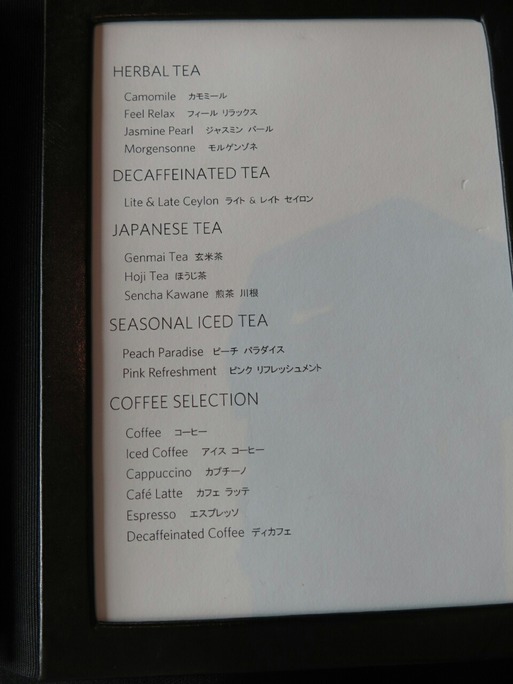 HERBAL TEA
Camomile カモミール
Feel Relax フィール リラックス
Jasmine Pearl ジャスミン パール
Morgensonne モルゲンゾネ
DECAFFEINATED TEA
Lite & Late Ceylon ライト & レイト セイロン
JAPANESE TEA
Genmai Tea 玄米茶
Hoji Tea ほうじ茶
Sencha Kawane 煎茶 川根
SEASONAL ICED TEA
Peach Paradise ピーチ パラダイス
Pink Refreshment ピンク リフレッシュメント
COFFEE SELECTION
Coffee コーヒー
Iced Coffee アイス コーヒー
Cappuccino カプチーノ
Café Latte カフェ ラッテ
Espresso エスプレッソ
Decaffeinated Coffee ディカフェ